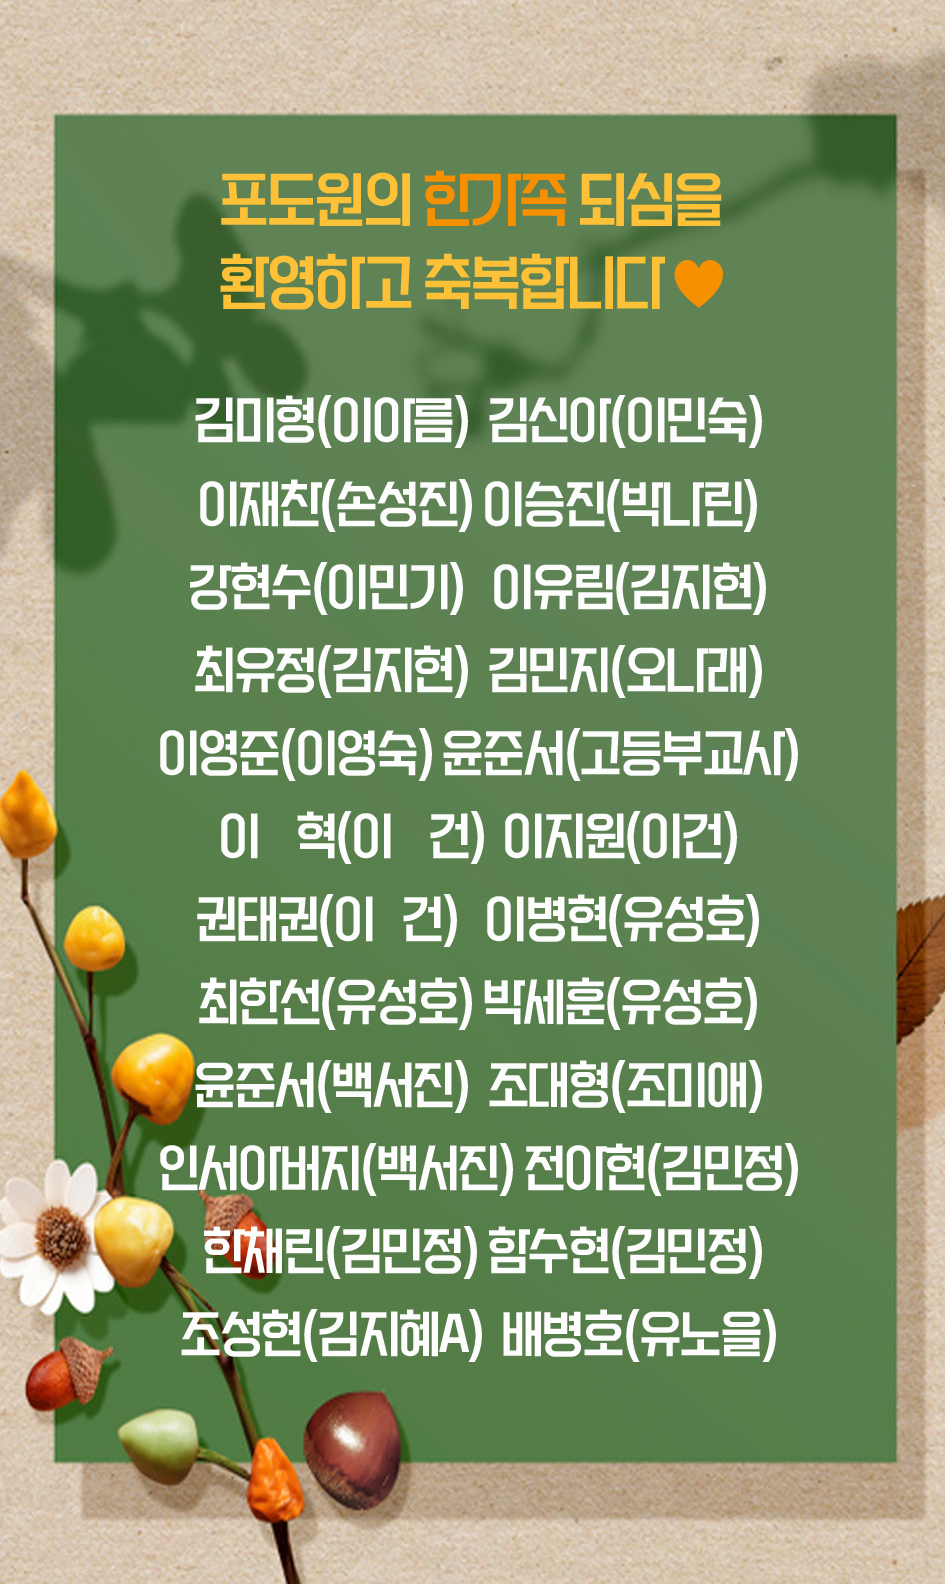 포도원의 한가족 되심을
환영하고 축복합니다
김미형(이아름) 김신아(이민숙)
이재찬(손성진) 이승진(박나린)
강현수(이민기) 이유림(김지현)
최유정(김지현) 김민지(오나래)
이영준(이영숙) 윤준서(고등부교사)
이 혁(이 건) 이지원(이건)
권태권(이 건) 이병현(유성호)
최한선(유성호) 박세훈(유성호)
윤준서(백서진) 조대형(조미애)
인서아버지(백서진) 전아현(김민정)
한채린(김민정) 함수현(김민정)
조성현(김지혜A) 배병호(유노을)